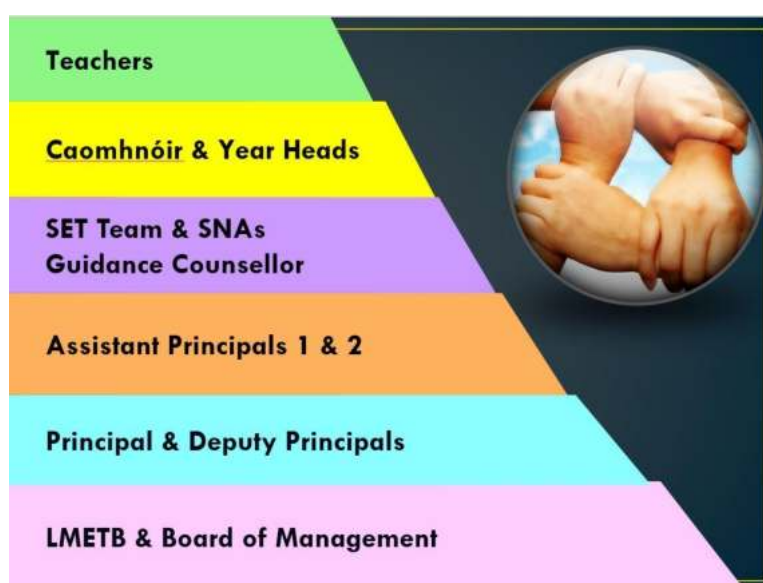 Teachers
Caomhnóir & Year Heads
SET Team & SNAs
Guidance Counsellor
Assistant Principals 1 & 2
Principal & Deputy Principals
LMETB & Board of Management